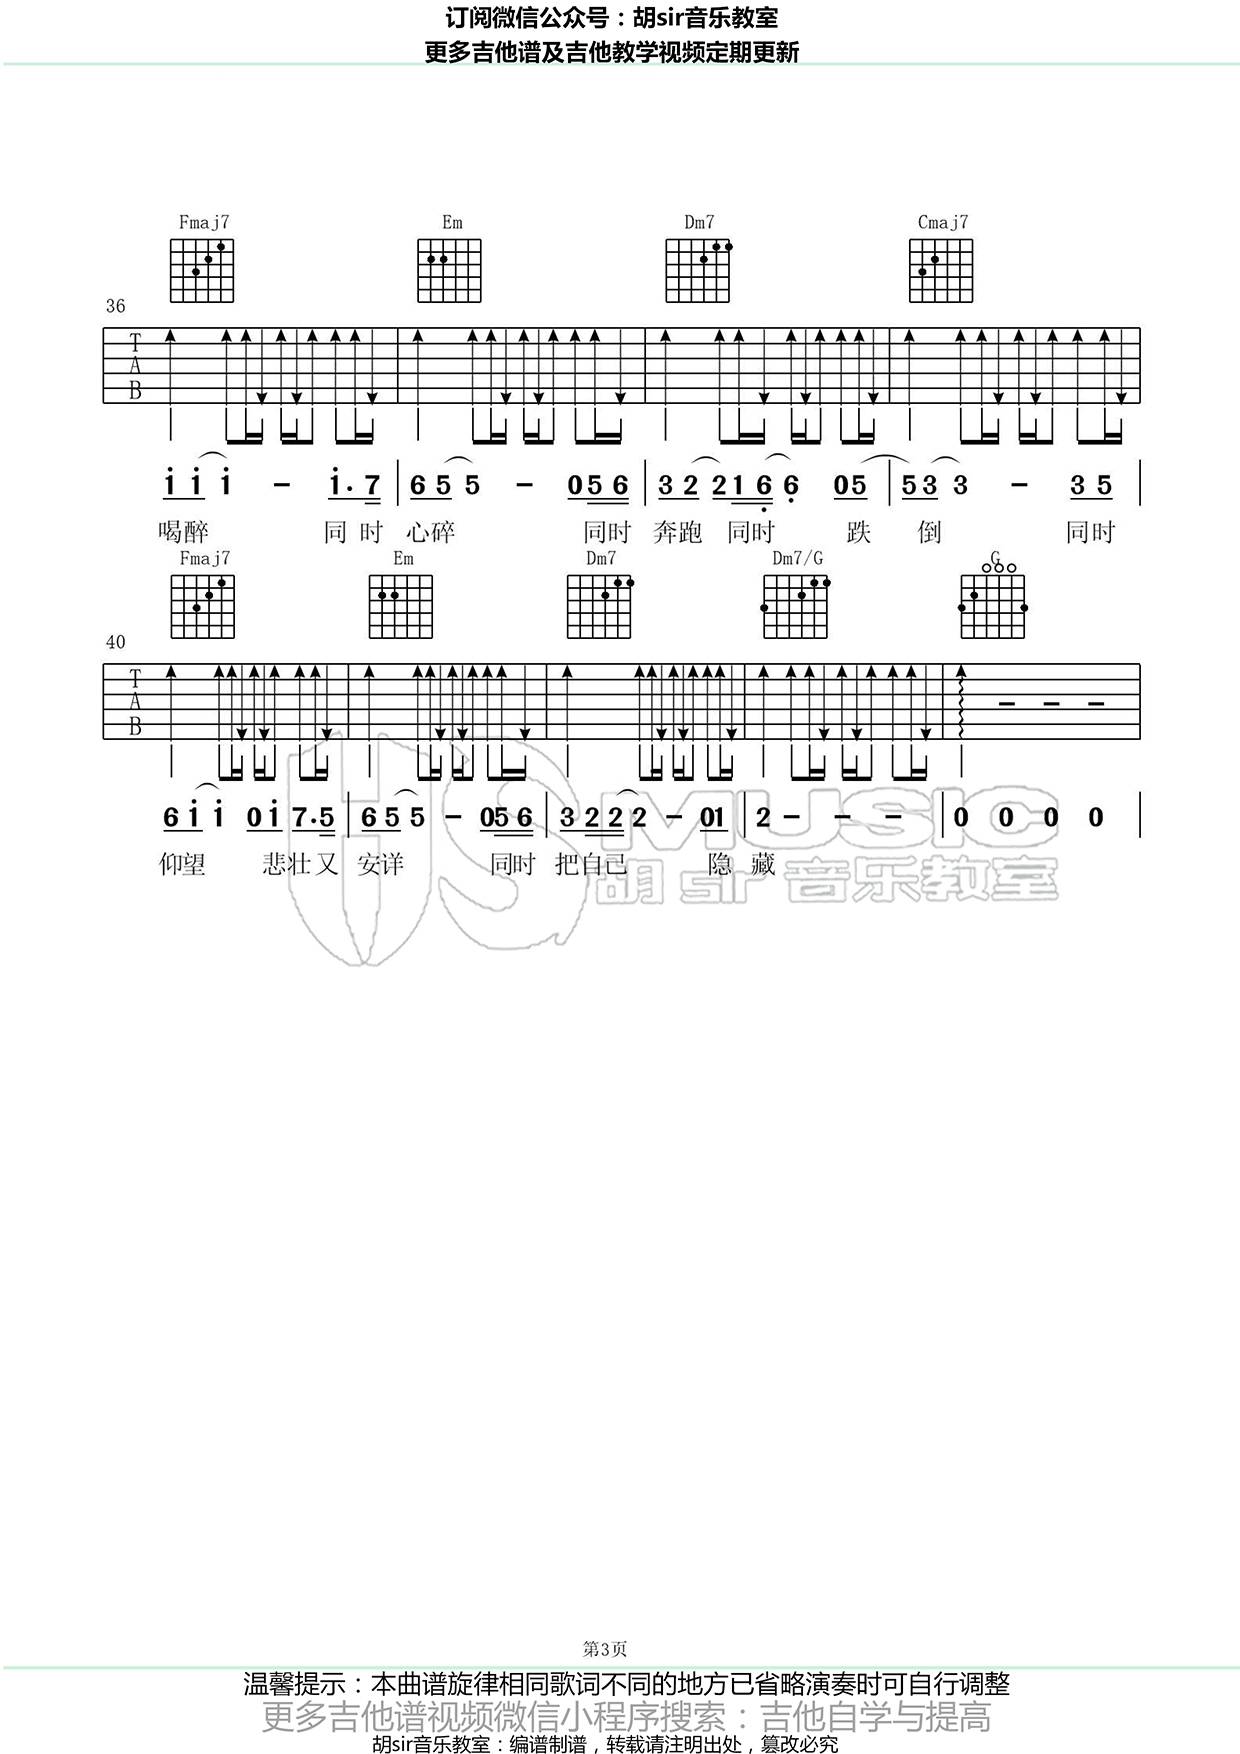 订阅微信公众号：胡sir音乐教室
更多吉他谱及吉他教学视频定期更新
Fmaj7 Em Dm7 Cmaj7
36
T
A
B
i i i - i. 7 | 6 5 5 - 0 5 6 | 3 2 2 1 6 6 0 5 | 5 3 3 - 3 5 |
喝醉 同 时 心碎 同时 奔跑 同时 跌 倒 同时
Fmaj7 Em Dm7 Dm7/G G
40
T
A
B
- - -
6 i i 0 i 7. 5 | 6 5 5 - 0 5 6 | 3 2 2 2 - 0 1 | 2 - - - | 0 0 0 0 |
仰望 悲壮又 安详 同时 把自己 隐 藏
HS MUSIC
胡 sir 音乐教室
第3页
温馨提示：本曲谱旋律相同歌词不同的地方已省略演奏时可自行调整
更多吉他谱视频微信小程序搜索：吉他自学与提高
胡sir音乐教室：编谱制谱，转载请注明出处，篡改必究